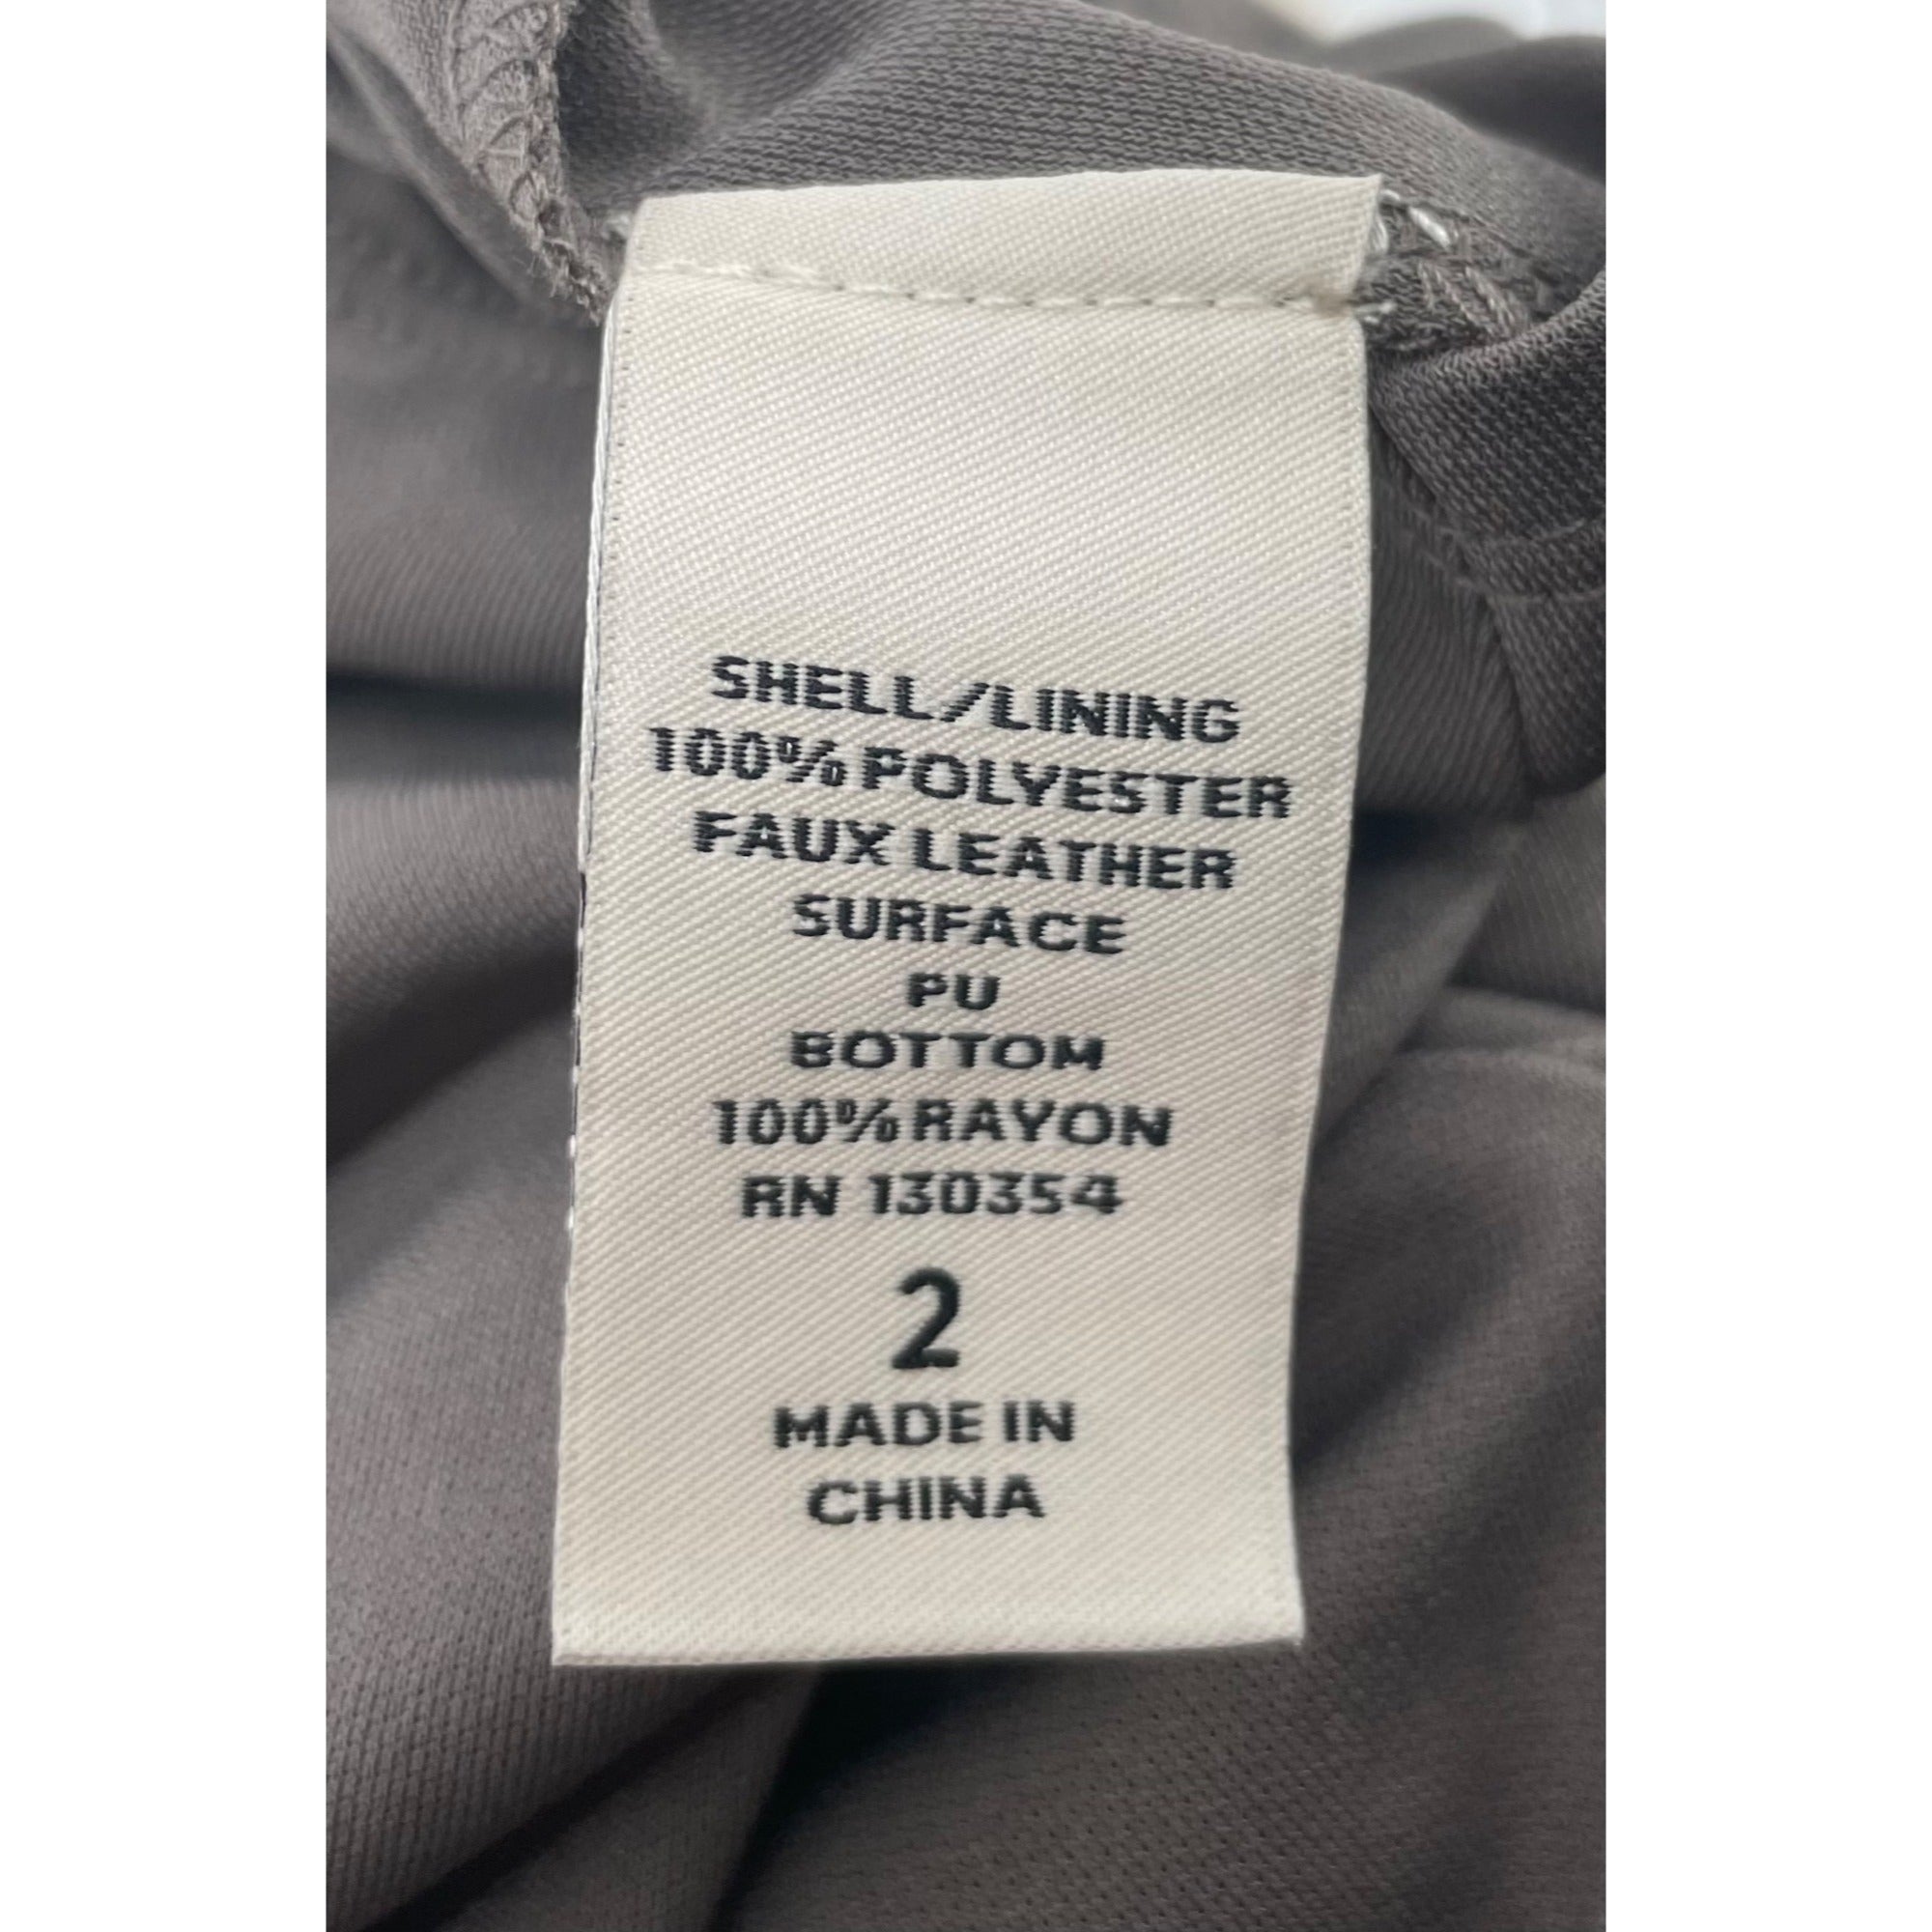 SHELL/LINING
100% POLYESTER
FAUX LEATHER
SURFACE
PU
BOTTOM
100% RAYON
RN 130354
2
MADE IN
CHINA